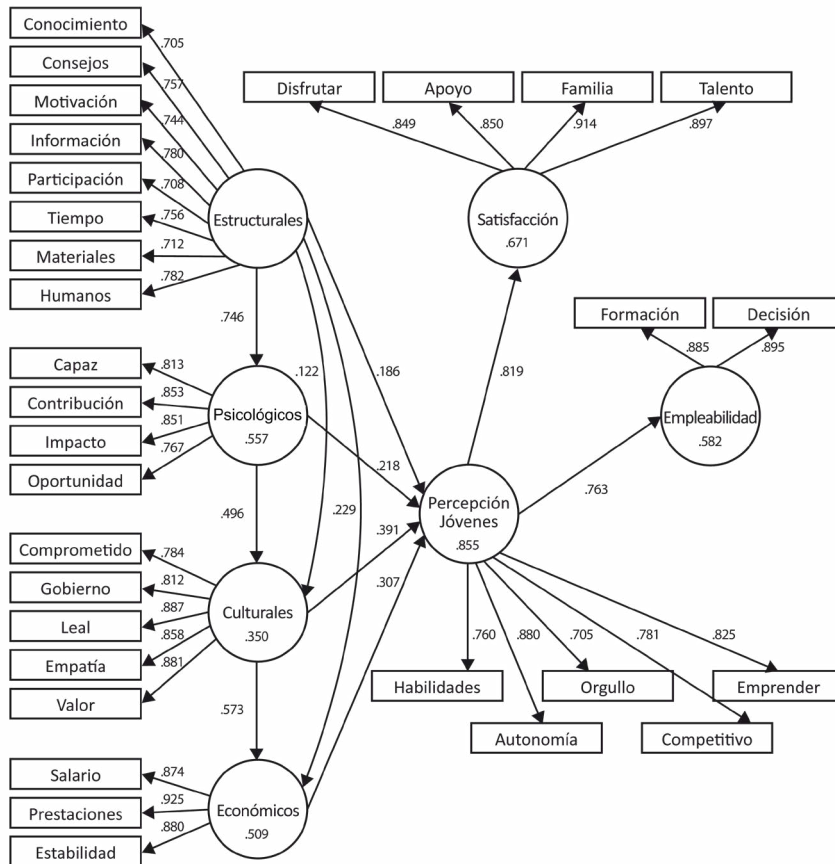 Conocimiento
.705
Consejos
.757
Motivación
.744
Información
.780
Participación
.708
Tiempo
.756
Materiales
.712
Humanos
.782
Estructurales
Disfrutar
Apoyo
Familia
Talento
.849
.850
.914
.897
Satisfacción
.671
.746
.122
.186
.819
Formación
Decisión
.885
.895
Empleabilidad
.582
Capaz
.813
Contribución
.853
Impacto
.851
Oportunidad
.767
Psicológicos
.557
.218
.763
.496
.229
.391
.307
Percepción
Jóvenes
.855
Comprometido
.784
Gobierno
.812
Leal
.887
Empatía
.858
Valor
.881
Culturales
.350
.760
.880
.705
.781
.825
Habilidades
Orgullo
Emprender
Autonomía
Competitivo
.573
Salario
.874
Prestaciones
.925
Estabilidad
.880
Económicos
.509